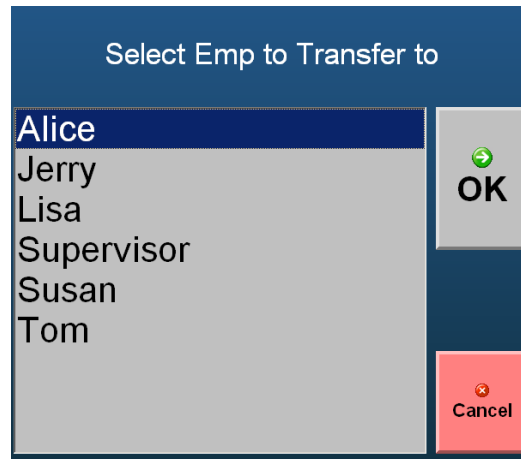 Select Emp to Transfer to
Alice
Jerry
Lisa
Supervisor
Susan
Tom
OK
Cancel